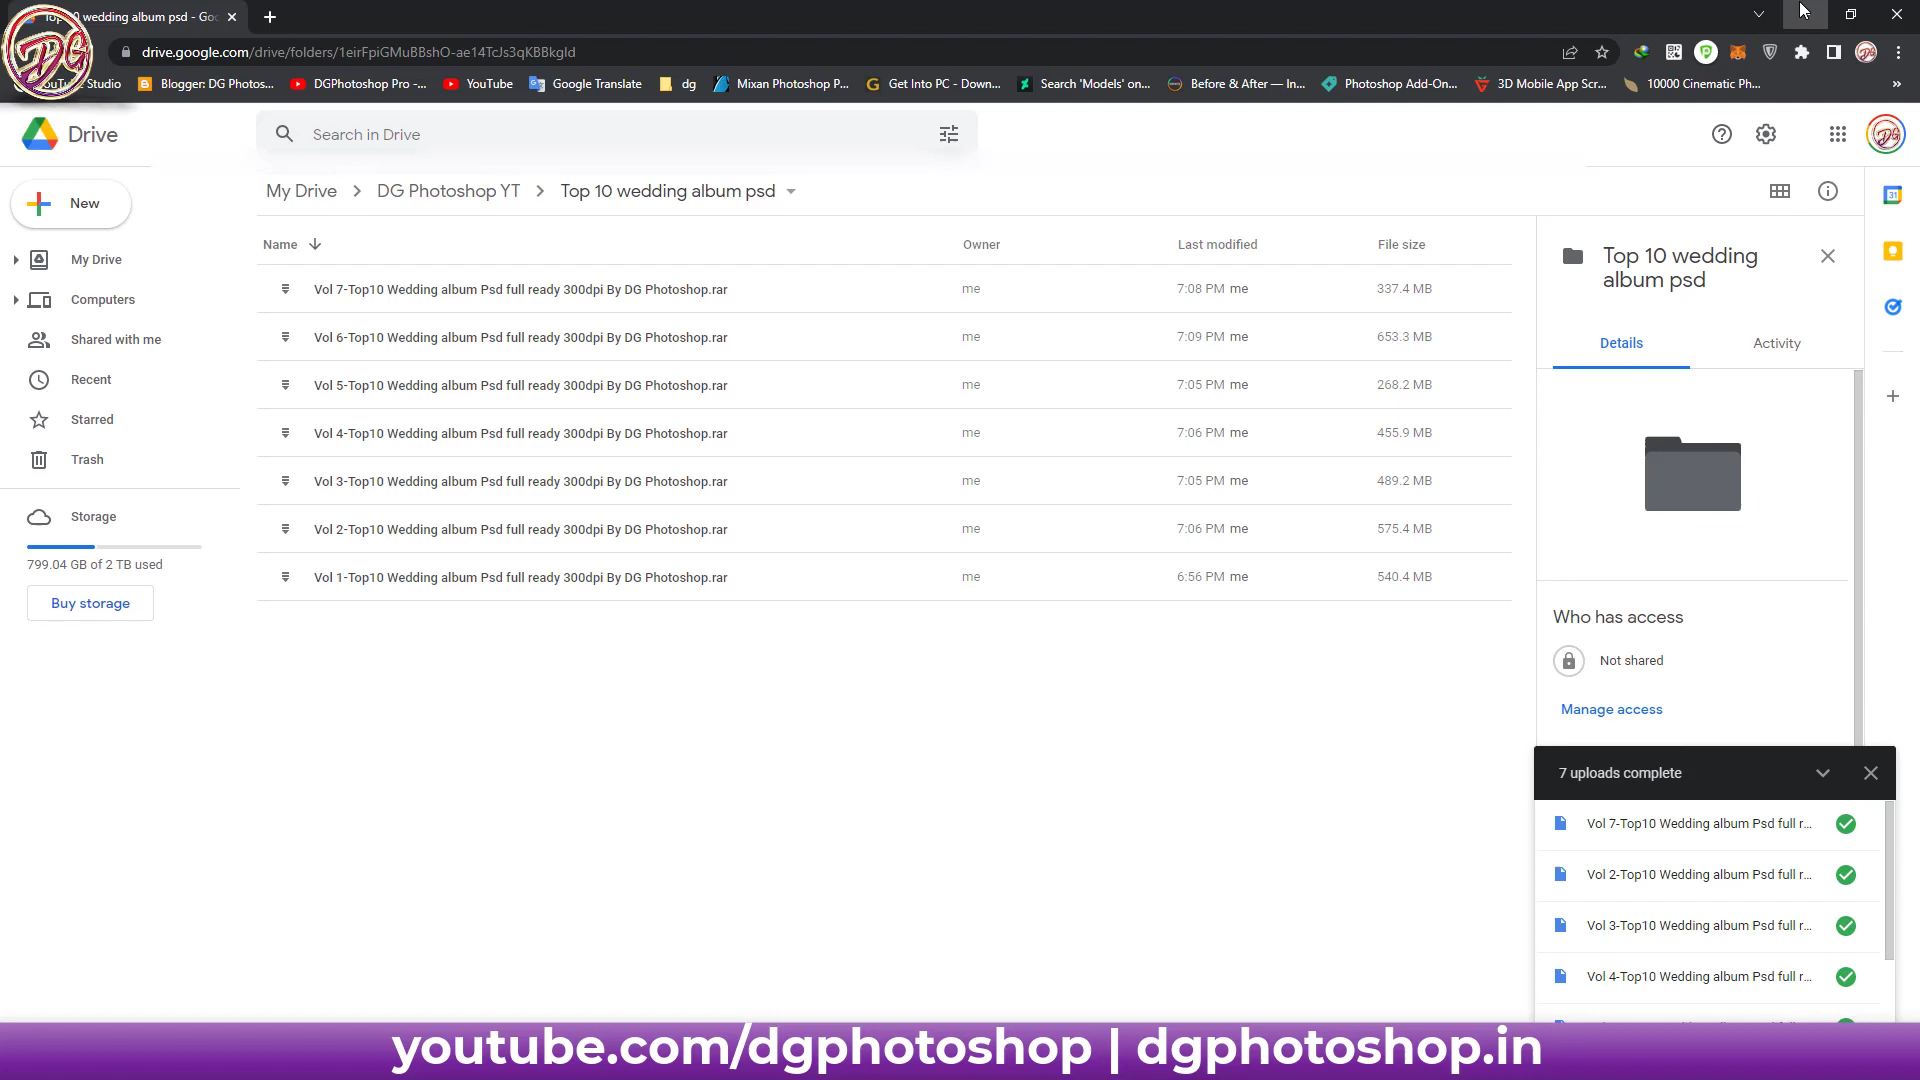 10 wedding album psd - Goo
drive.google.com/drive/folders/1eirFpiGMuBBshO-ae14TcJs3qKBBkgld
YouTube Studio
Blogger: DG Photos...
DGPhotoshop Pro -...
YouTube
Google Translate
dg
Mixan Photoshop P...
Get Into PC - Down...
Search 'Models' on...
Before & After — In...
Photoshop Add-On...
3D Mobile App Scr...
10000 Cinematic Ph...
DG
Drive
Search in Drive
New
My Drive
DG Photoshop YT
Top 10 wedding album psd
My Drive
Computers
Shared with me
Recent
Starred
Trash
Storage
799.04 GB of 2 TB used
Buy storage
Name Owner Last modified File size
Vol 7-Top10 Wedding album Psd full ready 300dpi By DG Photoshop.rar me 7:08 PM me 337.4 MB
Vol 6-Top10 Wedding album Psd full ready 300dpi By DG Photoshop.rar me 7:09 PM me 653.3 MB
Vol 5-Top10 Wedding album Psd full ready 300dpi By DG Photoshop.rar me 7:05 PM me 268.2 MB
Vol 4-Top10 Wedding album Psd full ready 300dpi By DG Photoshop.rar me 7:06 PM me 455.9 MB
Vol 3-Top10 Wedding album Psd full ready 300dpi By DG Photoshop.rar me 7:05 PM me 489.2 MB
Vol 2-Top10 Wedding album Psd full ready 300dpi By DG Photoshop.rar me 7:06 PM me 575.4 MB
Vol 1-Top10 Wedding album Psd full ready 300dpi By DG Photoshop.rar me 6:56 PM me 540.4 MB
Top 10 wedding
album psd
Details
Activity
Who has access
Not shared
Manage access
31
7 uploads complete
Vol 7-Top10 Wedding album Psd full r...
Vol 2-Top10 Wedding album Psd full r...
Vol 3-Top10 Wedding album Psd full r...
Vol 4-Top10 Wedding album Psd full r...
youtube.com/dgphotoshop | dgphotoshop.in